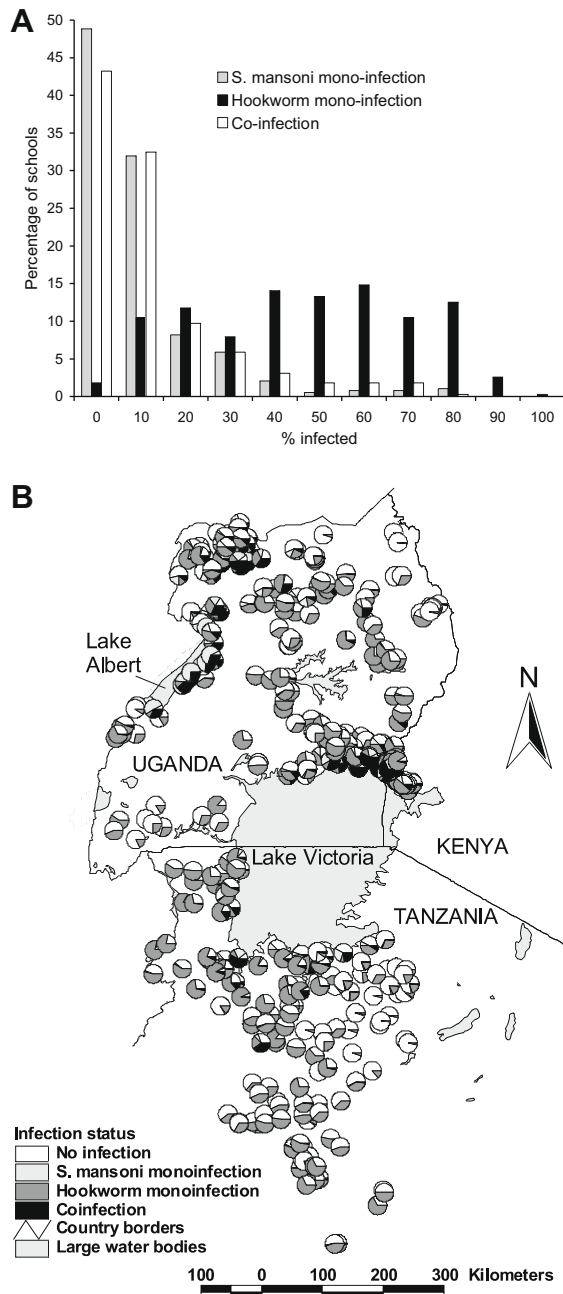 A
50
45
40
35
30
25
20
15
10
5
0
Percentage of schools
S. mansoni mono-infection
Hookworm mono-infection
Co-infection
0 10 20 30 40 50 60 70 80 90 100
% infected
B
Lake
Albert
N
UGANDA
KENYA
Lake Victoria
TANZANIA
Infection status
No infection
S. mansoni monoinfection
Hookworm monoinfection
Coinfection
Country borders
Large water bodies
100 0 100 200 300 Kilometers